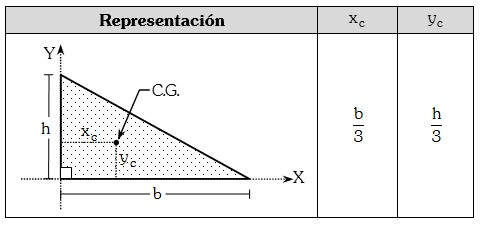 Representación x_c y_c
Y
C.G.
h
x_c
b/3 h/3
y_c
X
b